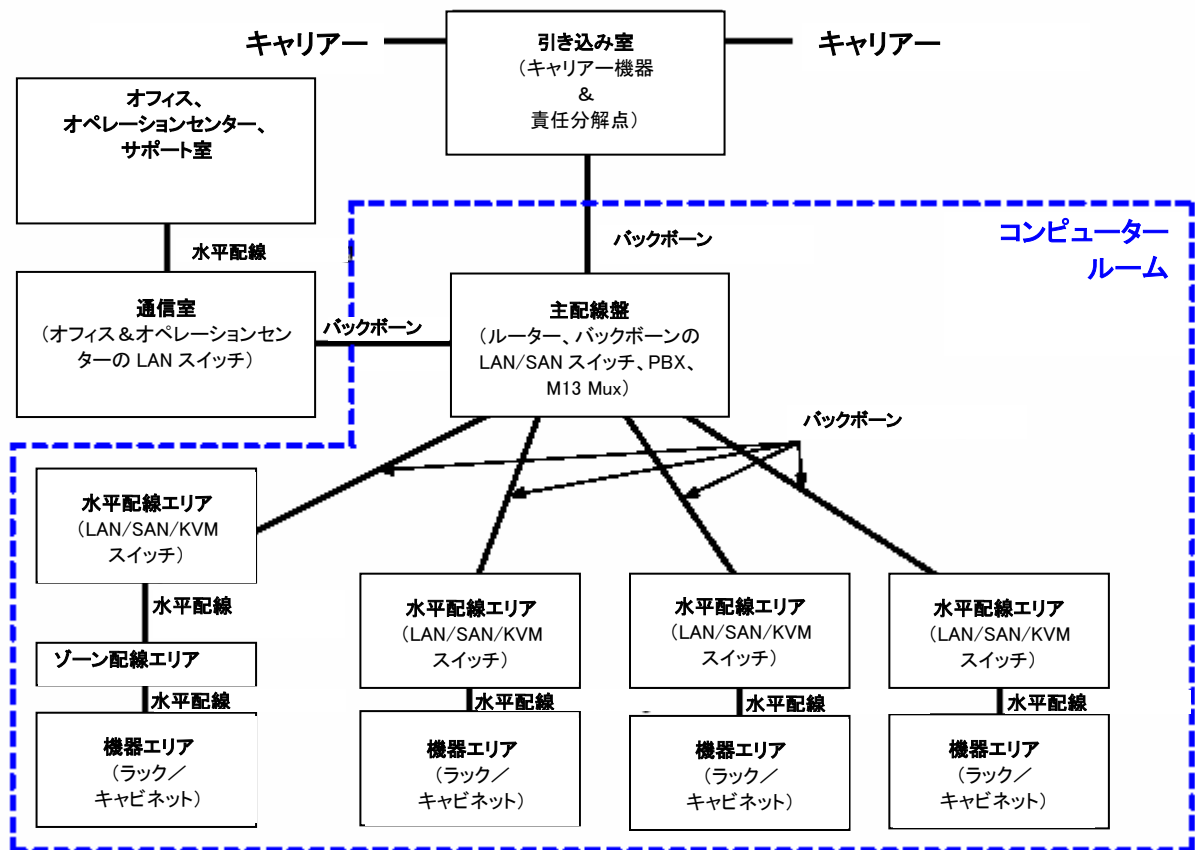 キャリアー
引き込み室
（キャリアー機器
＆
責任分解点）
キャリアー
オフィス、
オペレーションセンター、
サポート室
水平配線
バックボーン
コンピューター
ルーム
通信室
（オフィス＆オペレーションセン
ターの LAN スイッチ）
バックボーン
主配線盤
（ルーター、バックボーンの
LAN/SAN スイッチ、PBX、
M13 Mux）
バックボーン
水平配線エリア
（LAN/SAN/KVM
スイッチ）
水平配線
ゾーン配線エリア
水平配線
機器エリア
（ラック／
キャビネット）
水平配線エリア
（LAN/SAN/KVM
スイッチ）
水平配線
機器エリア
（ラック／
キャビネット）
水平配線エリア
（LAN/SAN/KVM
スイッチ）
水平配線
機器エリア
（ラック／
キャビネット）
水平配線エリア
（LAN/SAN/KVM
スイッチ）
水平配線
機器エリア
（ラック／
キャビネット）